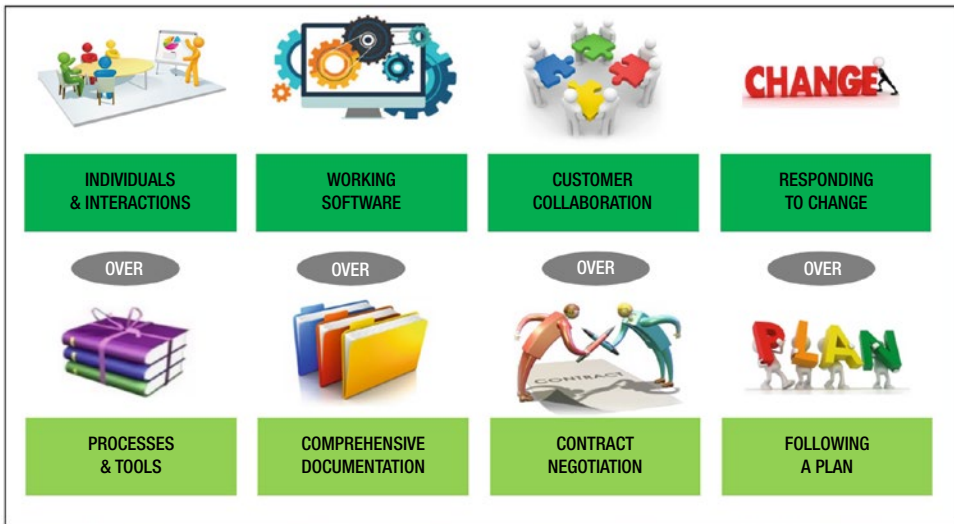 CHANGE
INDIVIDUALS
& INTERACTIONS
WORKING
SOFTWARE
CUSTOMER
COLLABORATION
RESPONDING
TO CHANGE
OVER
OVER
OVER
OVER
CONTRACT
PLAN
PROCESSES
& TOOLS
COMPREHENSIVE
DOCUMENTATION
CONTRACT
NEGOTIATION
FOLLOWING
A PLAN